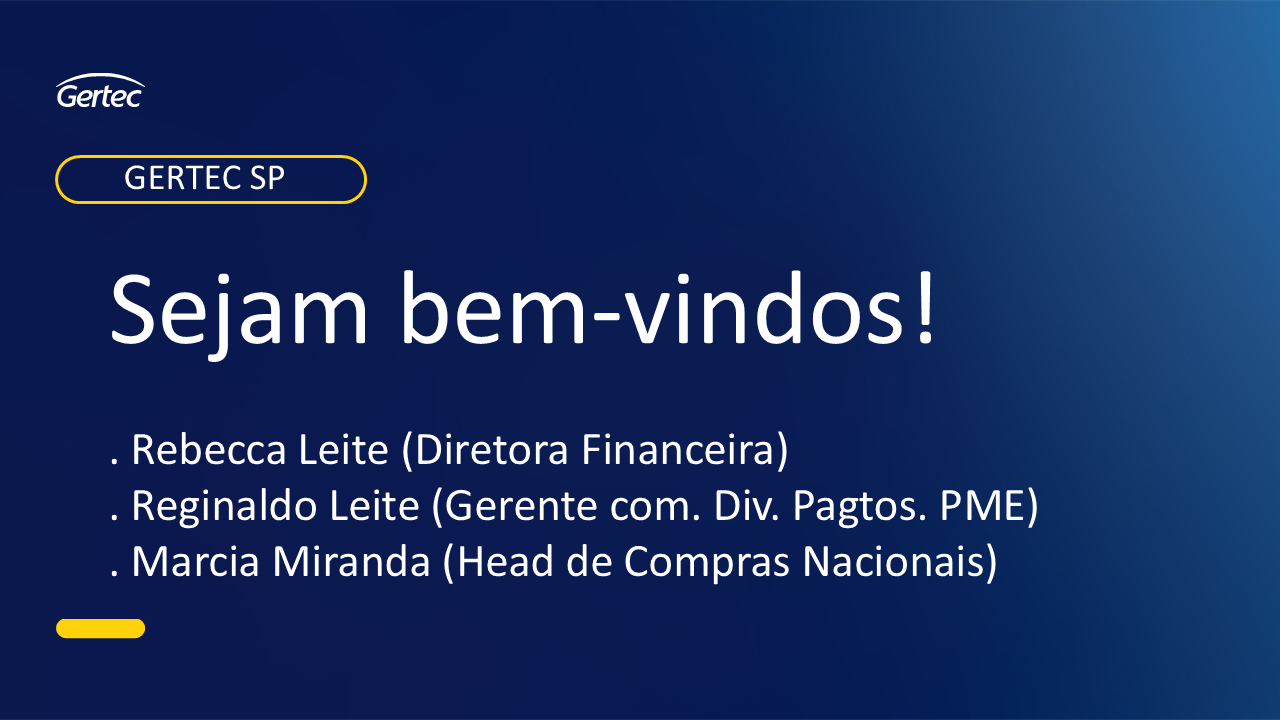 Gertec
GERTEC SP
Sejam bem-vindos!
. Rebecca Leite (Diretora Financeira)
. Reginaldo Leite (Gerente com. Div. Pagtos. PME)
. Marcia Miranda (Head de Compras Nacionais)